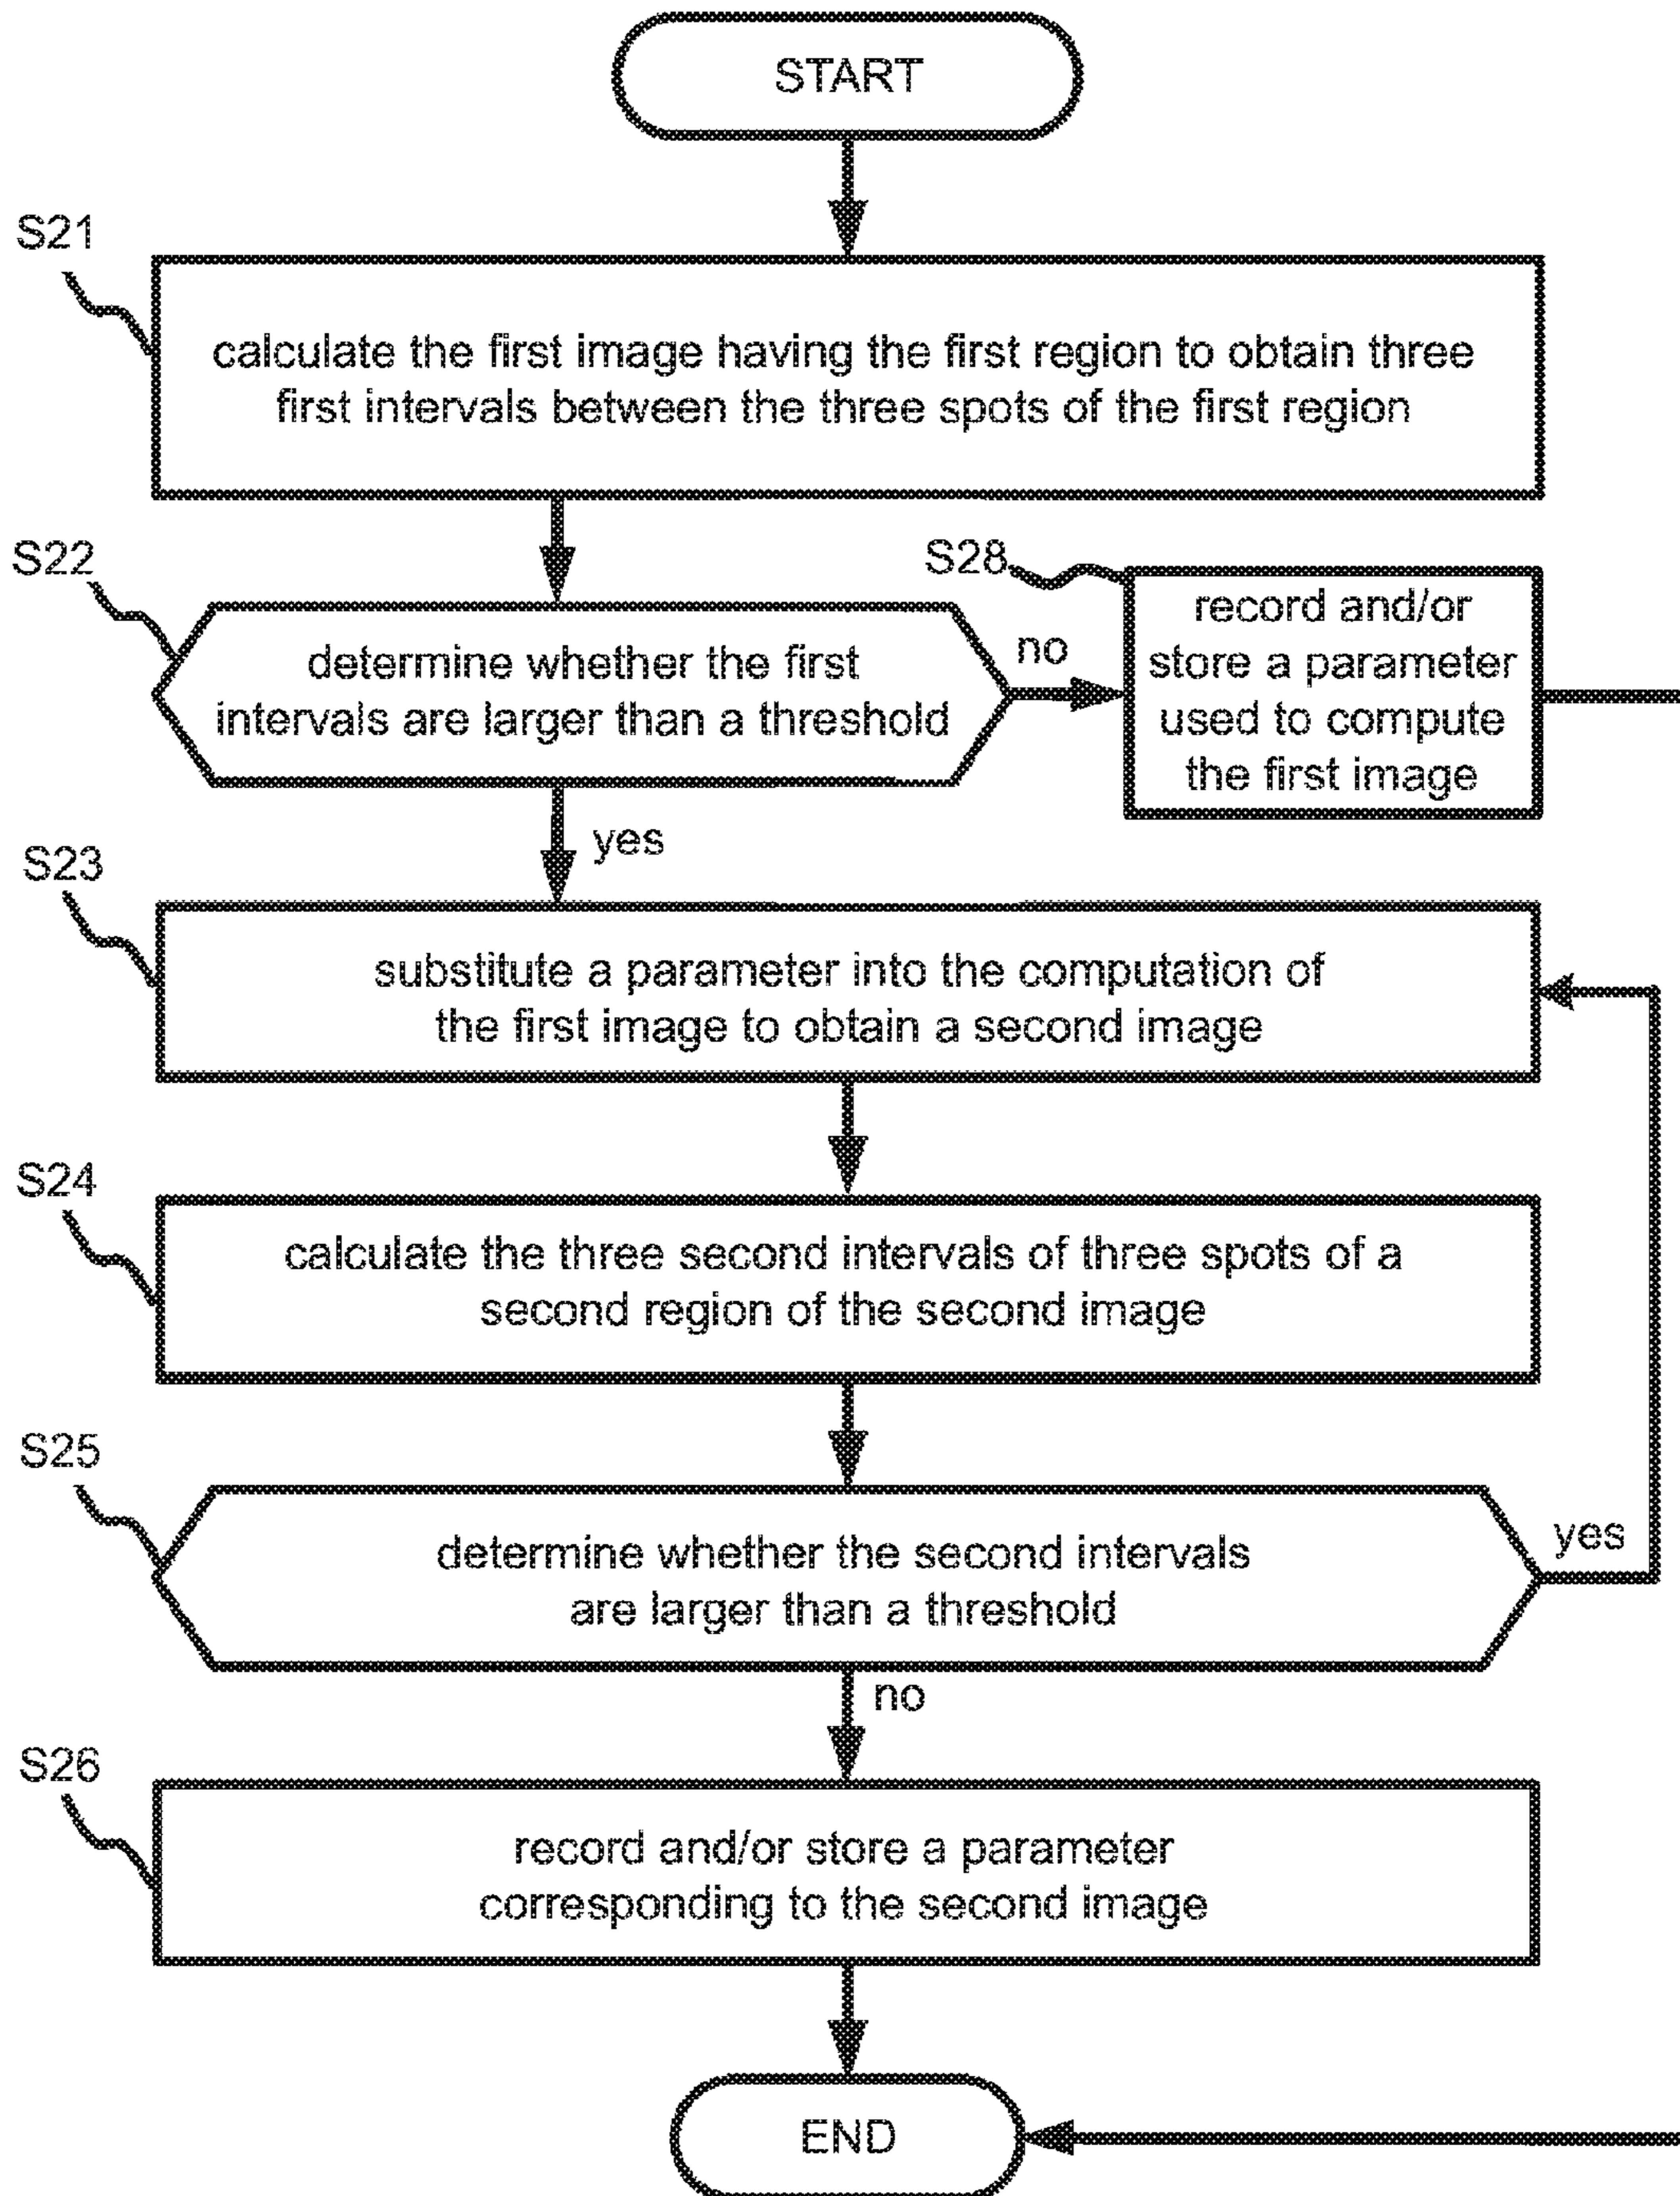 START
S21
calculate the first image having the first region to obtain three
first intervals between the three spots of the first region
S22
determine whether the first
intervals are larger than a threshold
no
S28
record and/or
store a parameter
used to compute
the first image
yes
S23
substitute a parameter into the computation of
the first image to obtain a second image
S24
calculate the three second intervals of three spots of a
second region of the second image
S25
determine whether the second intervals
are larger than a threshold
yes
no
S26
record and/or store a parameter
corresponding to the second image
END